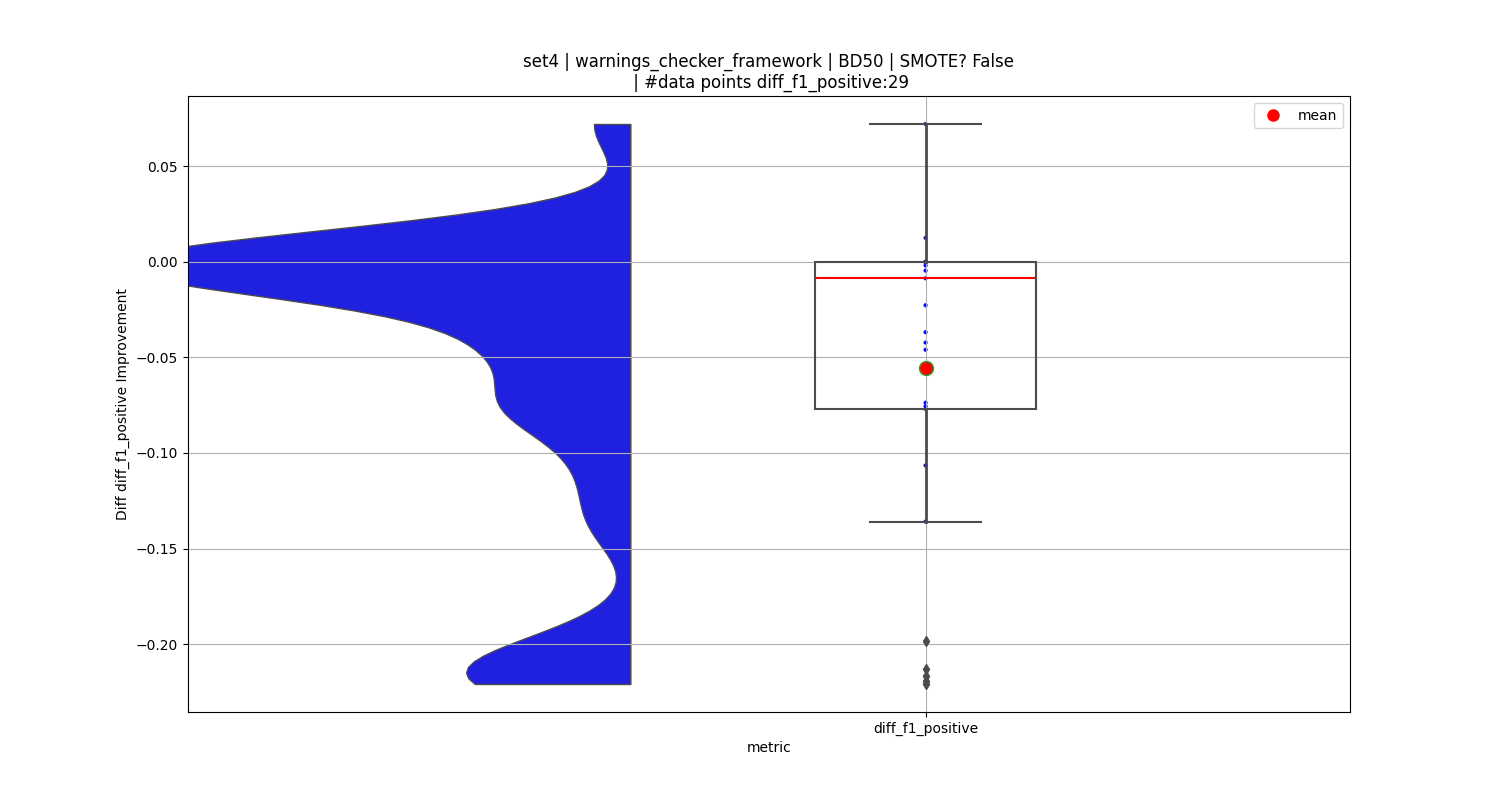 set4 | warnings_checker_framework | BD50 | SMOTE? False
| #data points diff_f1_positive:29
mean
0.05
0.00
−0.05
−0.10
−0.15
−0.20
Diff diff_f1_positive Improvement
diff_f1_positive
metric